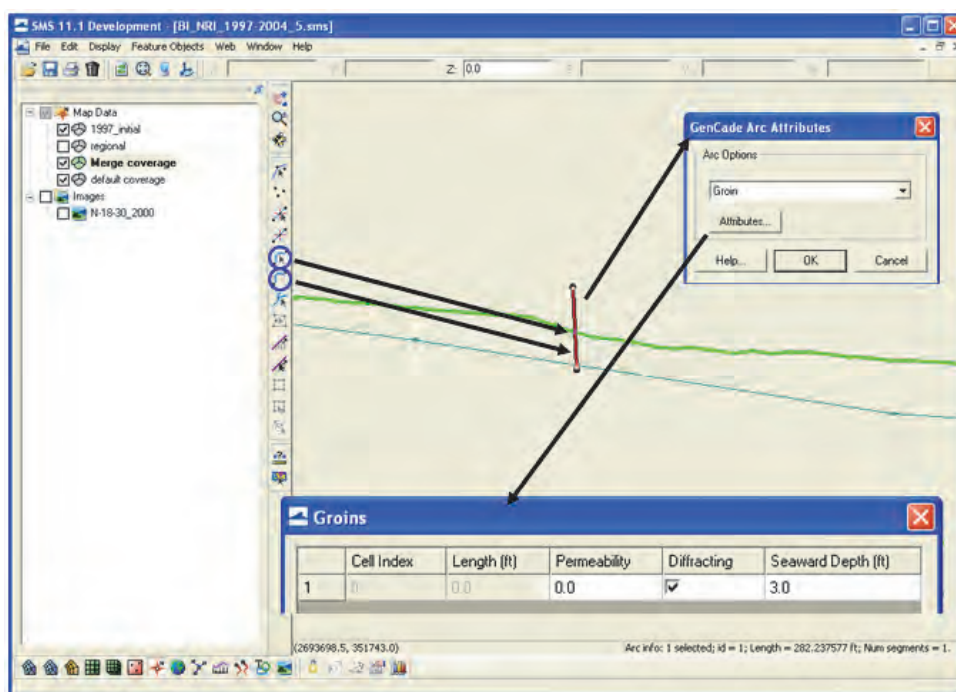 SMS 11.1 Development - [BI_NRI_1997-2004_5.sms]
File Edit Display Feature Objects Web Window Help
Z: 0.0
Map Data
1997_initial
regional
Merge coverage
default coverage
Images
N-18-30_2000
GenCade Arc Attributes
Arc Options
Groin
Attributes...
Help... OK Cancel
Groins
Cell Index Length (ft) Permeability Diffracting Seaward Depth (ft)
1 0.0 0.0 3.0
(2693698.5, 351743.0) Arc info: 1 selected; id = 1; Length = 282.237577 ft; Num segments = 1.